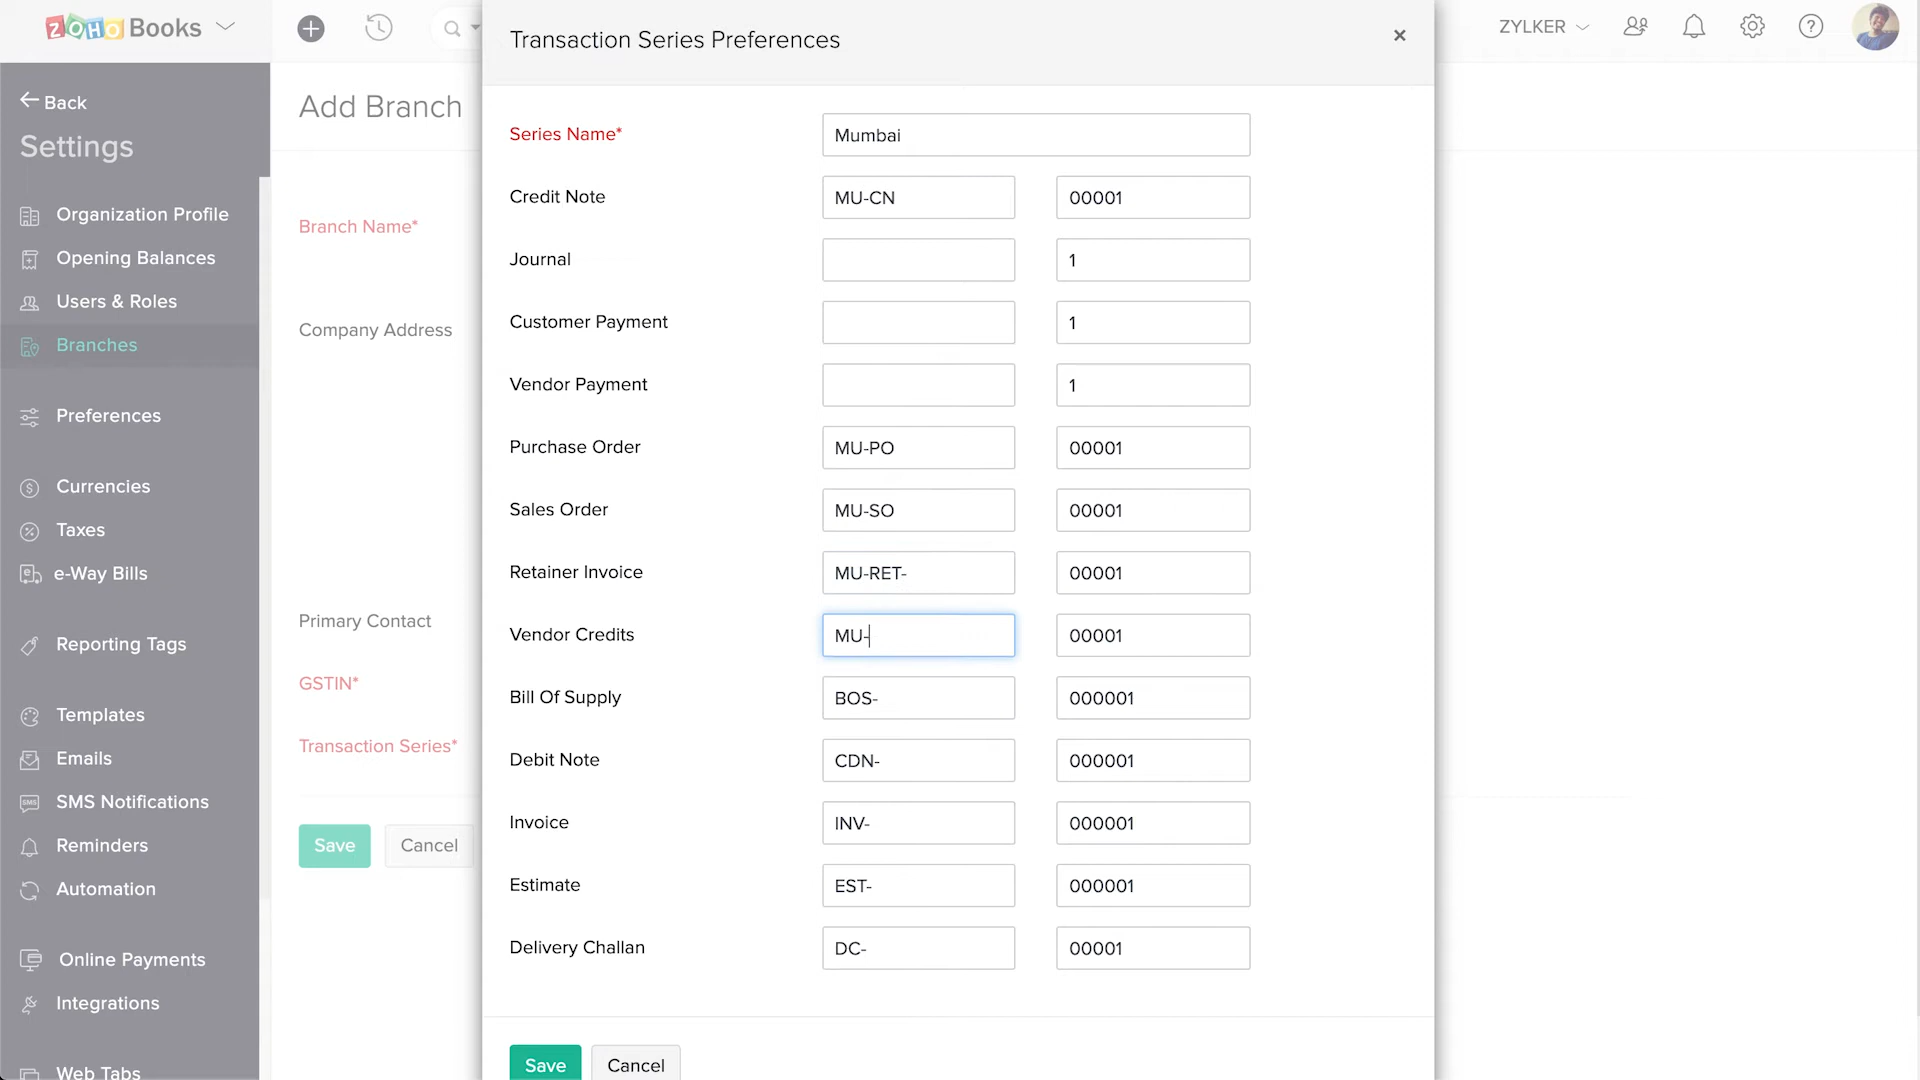 ZOHO Books
ZYLKER
Back
Settings
Organization Profile
Opening Balances
Users & Roles
Branches
Preferences
Currencies
Taxes
e-Way Bills
Reporting Tags
Templates
Emails
SMS Notifications
Reminders
Automation
Online Payments
Integrations
Web Tabs
Add Branch
Branch Name*
Company Address
Primary Contact
GSTIN*
Transaction Series*
Save Cancel
Transaction Series Preferences
Series Name* Mumbai
Credit Note MU-CN 00001
Journal 1
Customer Payment 1
Vendor Payment 1
Purchase Order MU-PO 00001
Sales Order MU-SO 00001
Retainer Invoice MU-RET- 00001
Vendor Credits MU- 00001
Bill Of Supply BOS- 000001
Debit Note CDN- 000001
Invoice INV- 000001
Estimate EST- 000001
Delivery Challan DC- 00001
Save Cancel